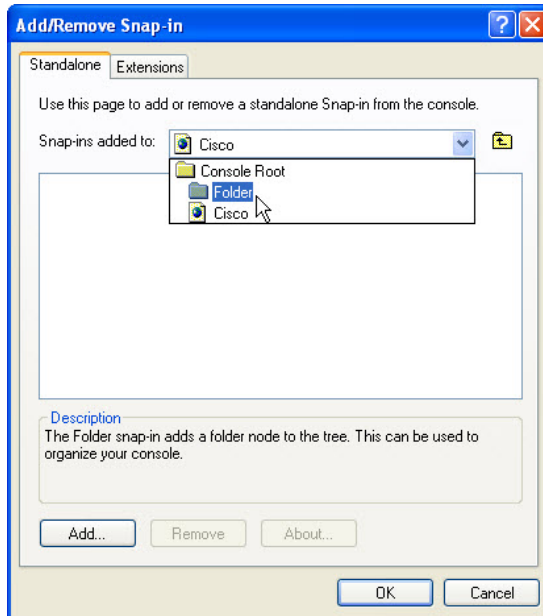 Add/Remove Snap-in
Standalone Extensions
Use this page to add or remove a standalone Snap-in from the console.
Snap-ins added to: Cisco
Console Root
Folder
Cisco
Description
The Folder snap-in adds a folder node to the tree. This can be used to
organize your console.
Add... Remove About...
OK Cancel